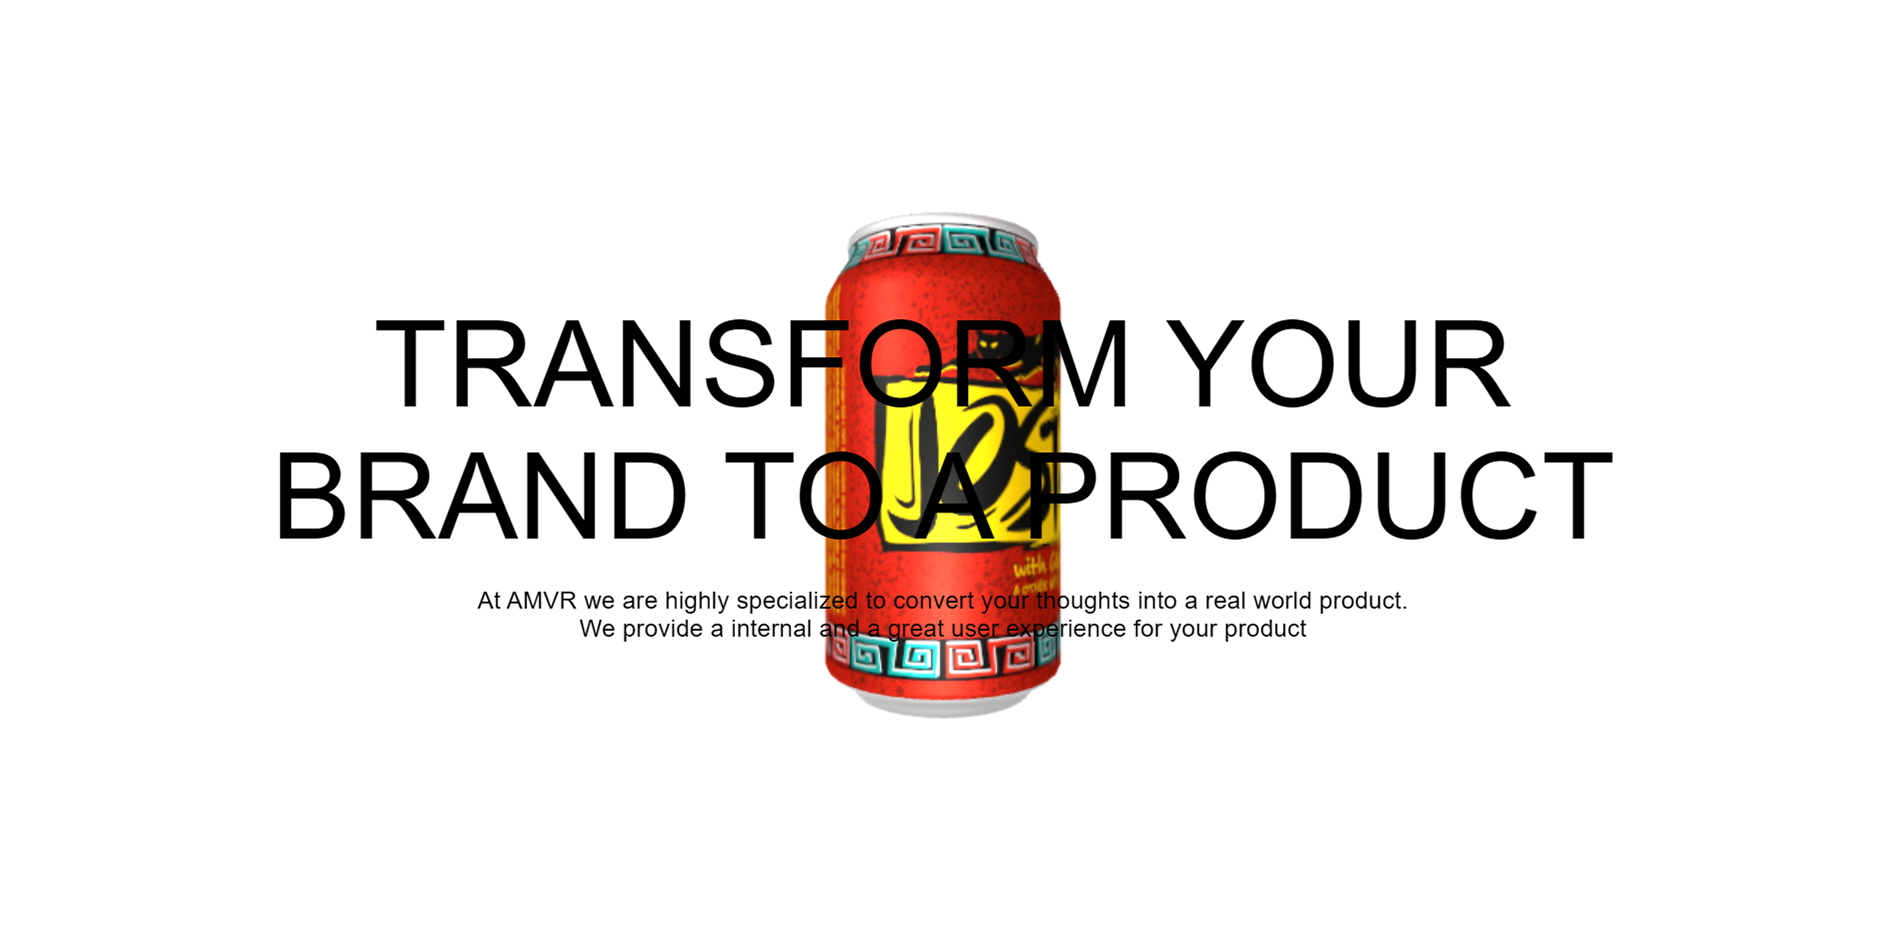 TRANSFORM YOUR
BRAND TO A PRODUCT
with
At AMVR we are highly specialized to convert your thoughts into a real world product.
We provide a internal and a great user experience for your product